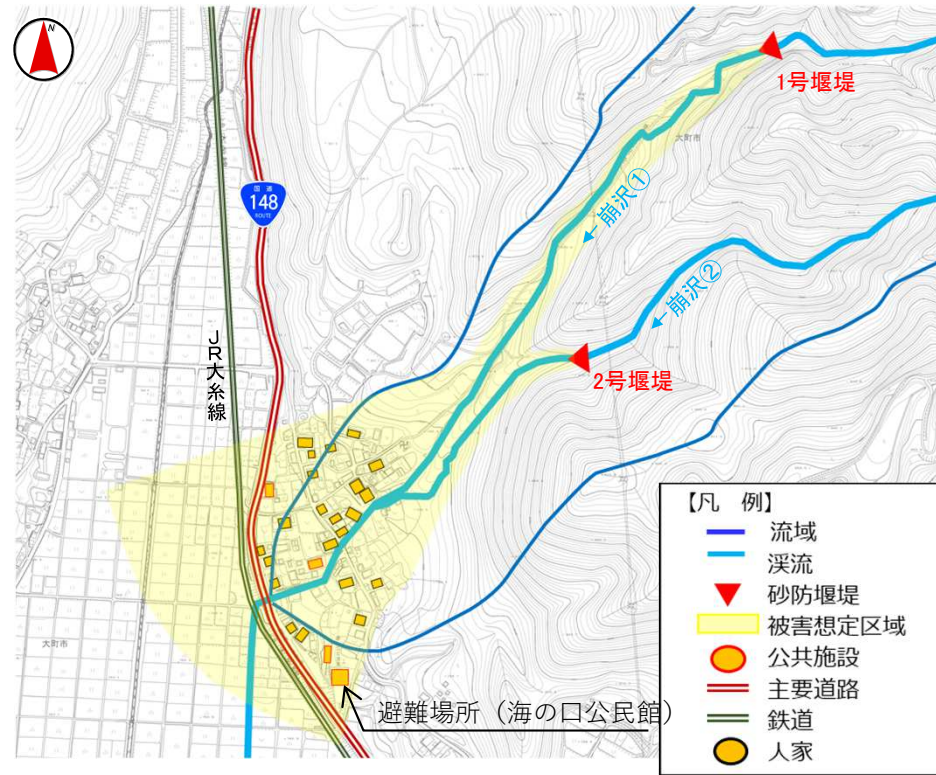 N
1号堰堤
大町市
国道
148
ROUTE
←崩沢①
←崩沢②
JR大糸線
2号堰堤
【凡 例】
流域
渓流
砂防堰堤
被害想定区域
公共施設
主要道路
鉄道
人家
大町市
避難場所(海の口公民館)